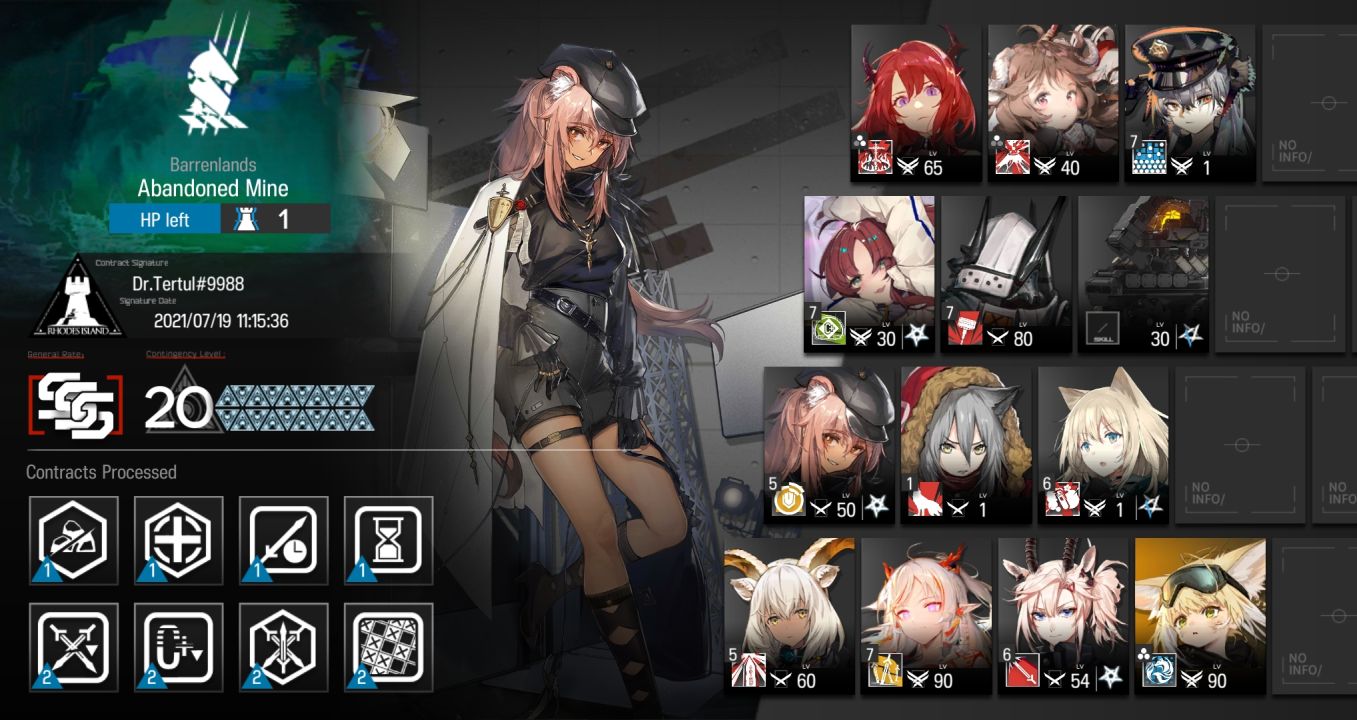 Barrenlands
Abandoned Mine
HP left 1
Contract Signature
Dr.Tertul#9988
Signature Date
2021/07/19 11:15:36
RHODES ISLAND
General Rate:
Contingency Level:
SSS
20
Contracts Processed
1 1 1 1
2 2 2 2
LV 65
LV 40
7 LV 1
NO INFO/
7 LV 30
7 LV 80
SKILL LV 30
NO INFO/
5 LV 50
1 LV 1
6 LV 1
NO INFO/
NO INFO
5 LV 60
7 LV 90
6 LV 54
LV 90
NO INFO/